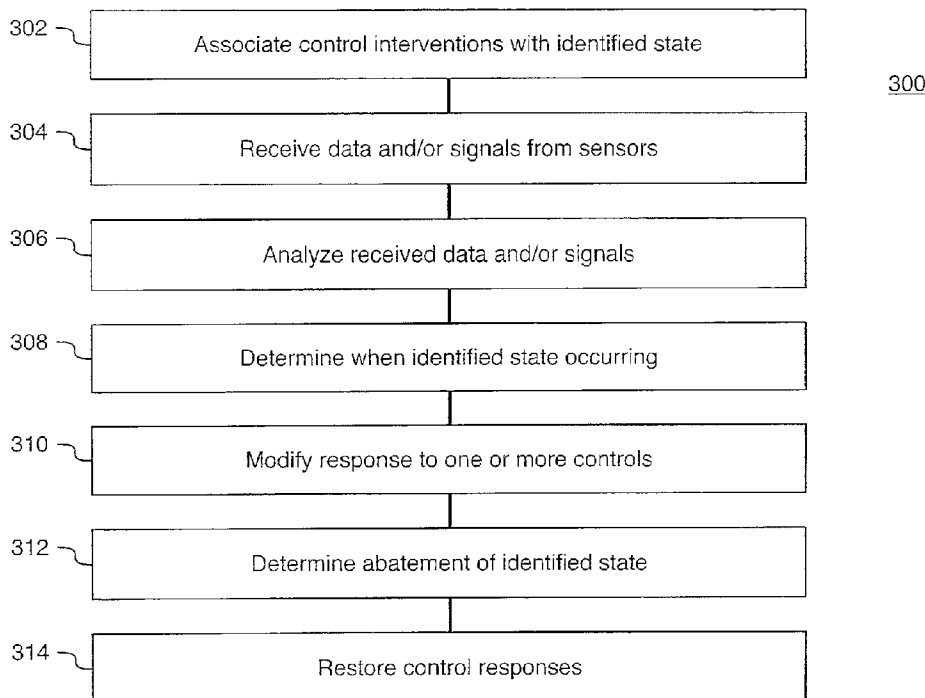 302
Associate control interventions with identified state
300
304
Receive data and/or signals from sensors
306
Analyze received data and/or signals
308
Determine when identified state occurring
310
Modify response to one or more controls
312
Determine abatement of identified state
314
Restore control responses